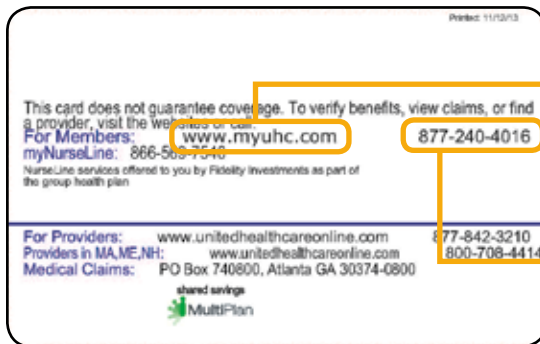 Printed: 11/12/13
This card does not guarantee coverage. To verify benefits, view claims, or find
a provider, visit the websites or call.
For Members: www.myuhc.com 877-240-4016
myNurseLine: 866-569-7546
NurseLine services offered to you by Fidelity Investments as part of
the group health plan
For Providers: www.unitedhealthcareonline.com 877-842-3210
Providers in MA,ME,NH: www.unitedhealthcareonline.com 800-708-4414
Medical Claims: PO Box 740800, Atlanta GA 30374-0800
shared savings
MultiPlan